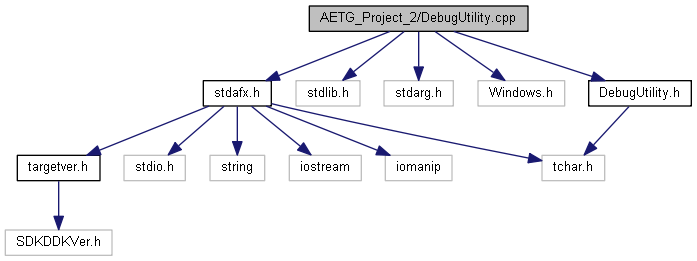 AETG_Project_2/DebugUtility.cpp
stdafx.h
stdlib.h
stdarg.h
Windows.h
DebugUtility.h
targetver.h
stdio.h
string
iostream
iomanip
tchar.h
SDKDDKVer.h